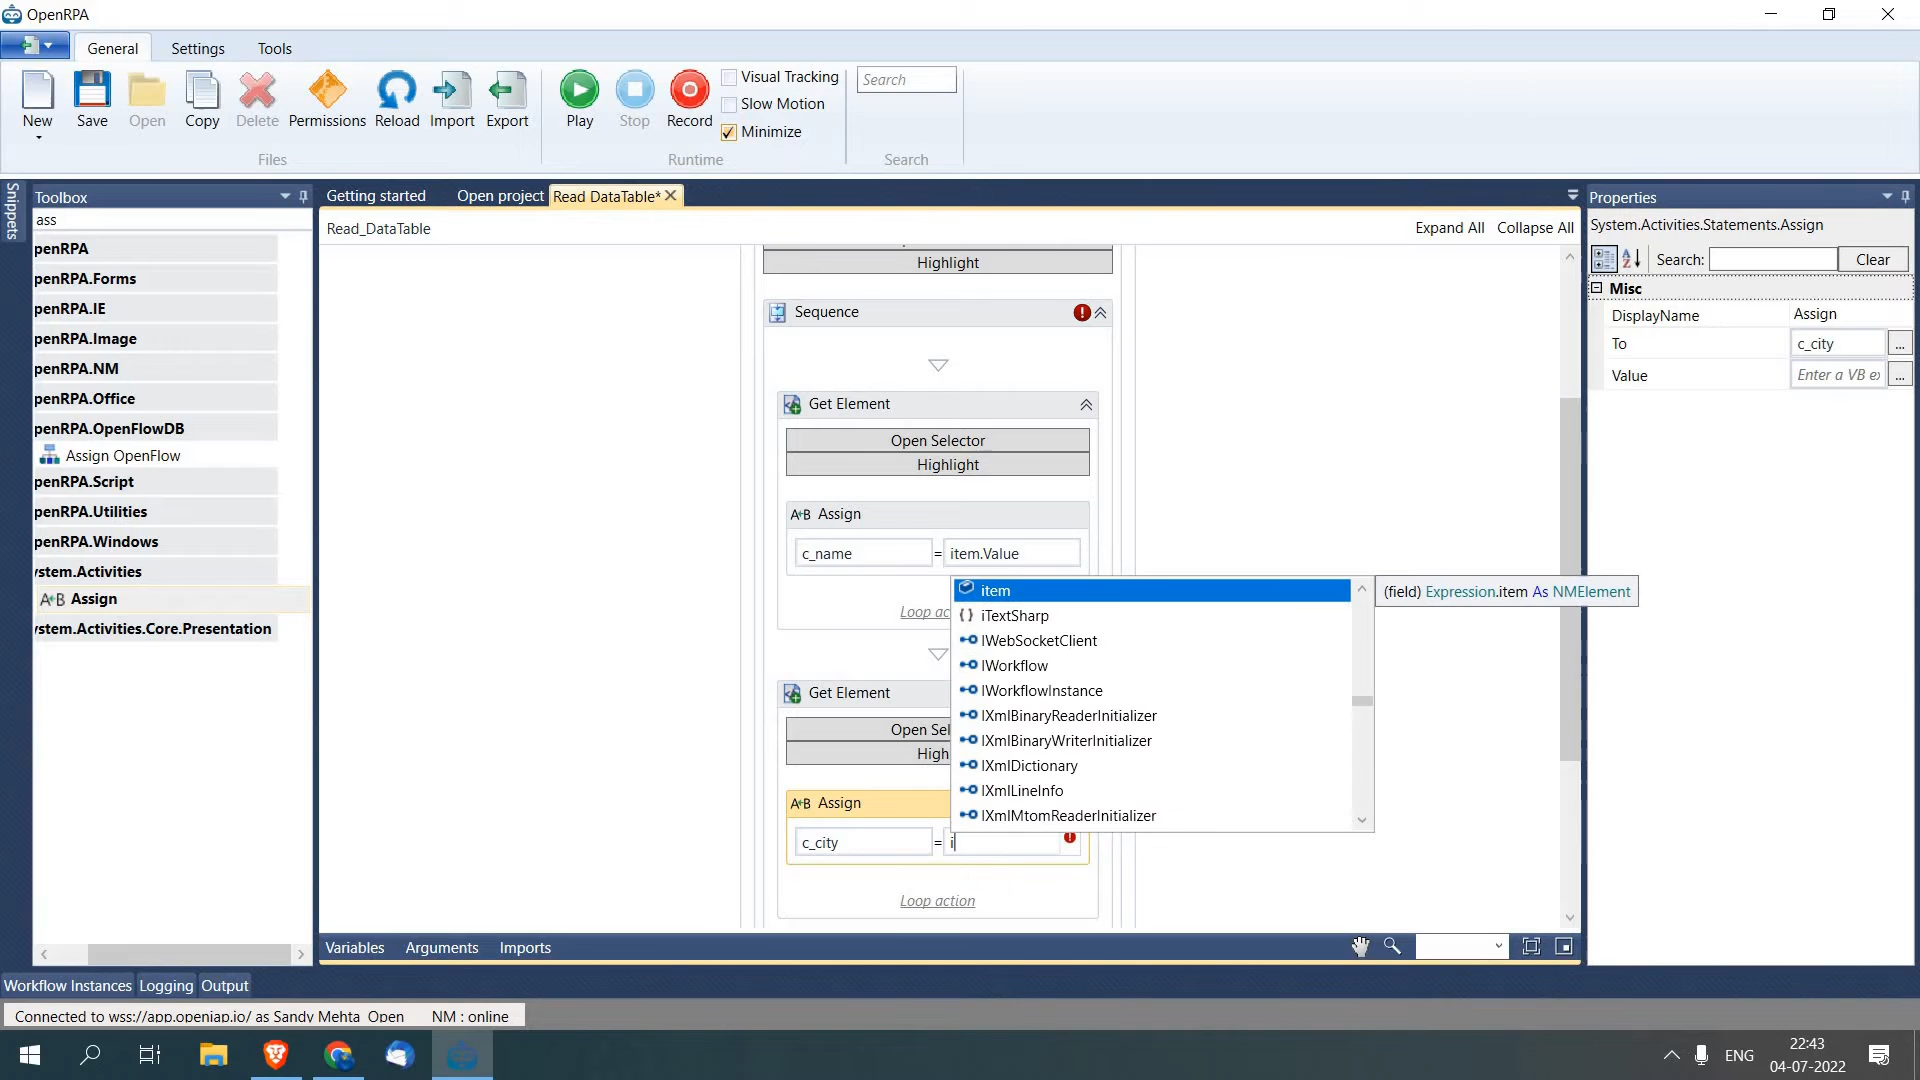 OpenRPA
General Settings Tools
New Save Open Copy Delete Permissions Reload Import Export
Files
Play Stop Record
Visual Tracking
Slow Motion
Minimize
Runtime
Search
Search
Snippets
Toolbox
ass
penRPA
penRPA.Forms
penRPA.IE
penRPA.Image
penRPA.NM
penRPA.Office
penRPA.OpenFlowDB
Assign OpenFlow
penRPA.Script
penRPA.Utilities
penRPA.Windows
ystem.Activities
A+B Assign
ystem.Activities.Core.Presentation
Getting started Open project Read DataTable*
Read_DataTable
Expand All Collapse All
Highlight
Sequence
Get Element
Open Selector
Highlight
A+B Assign
c_name = item.Value
Loop ac
Get Element
Open Sel
High
A+B Assign
c_city = i
Loop action
item
{ } iTextSharp
IWebSocketClient
IWorkflow
IWorkflowInstance
IXmlBinaryReaderInitializer
IXmlBinaryWriterInitializer
IXmlDictionary
IXmlLineInfo
IXmlMtomReaderInitializer
(field) Expression.item As NMElement
Variables Arguments Imports
Properties
System.Activities.Statements.Assign
Search: Clear
Misc
DisplayName Assign
To c_city ...
Value Enter a VB ex ...
Workflow Instances Logging Output
Connected to wss://app.openiap.io/ as Sandy Mehta Open NM : online
ENG
22:43
04-07-2022